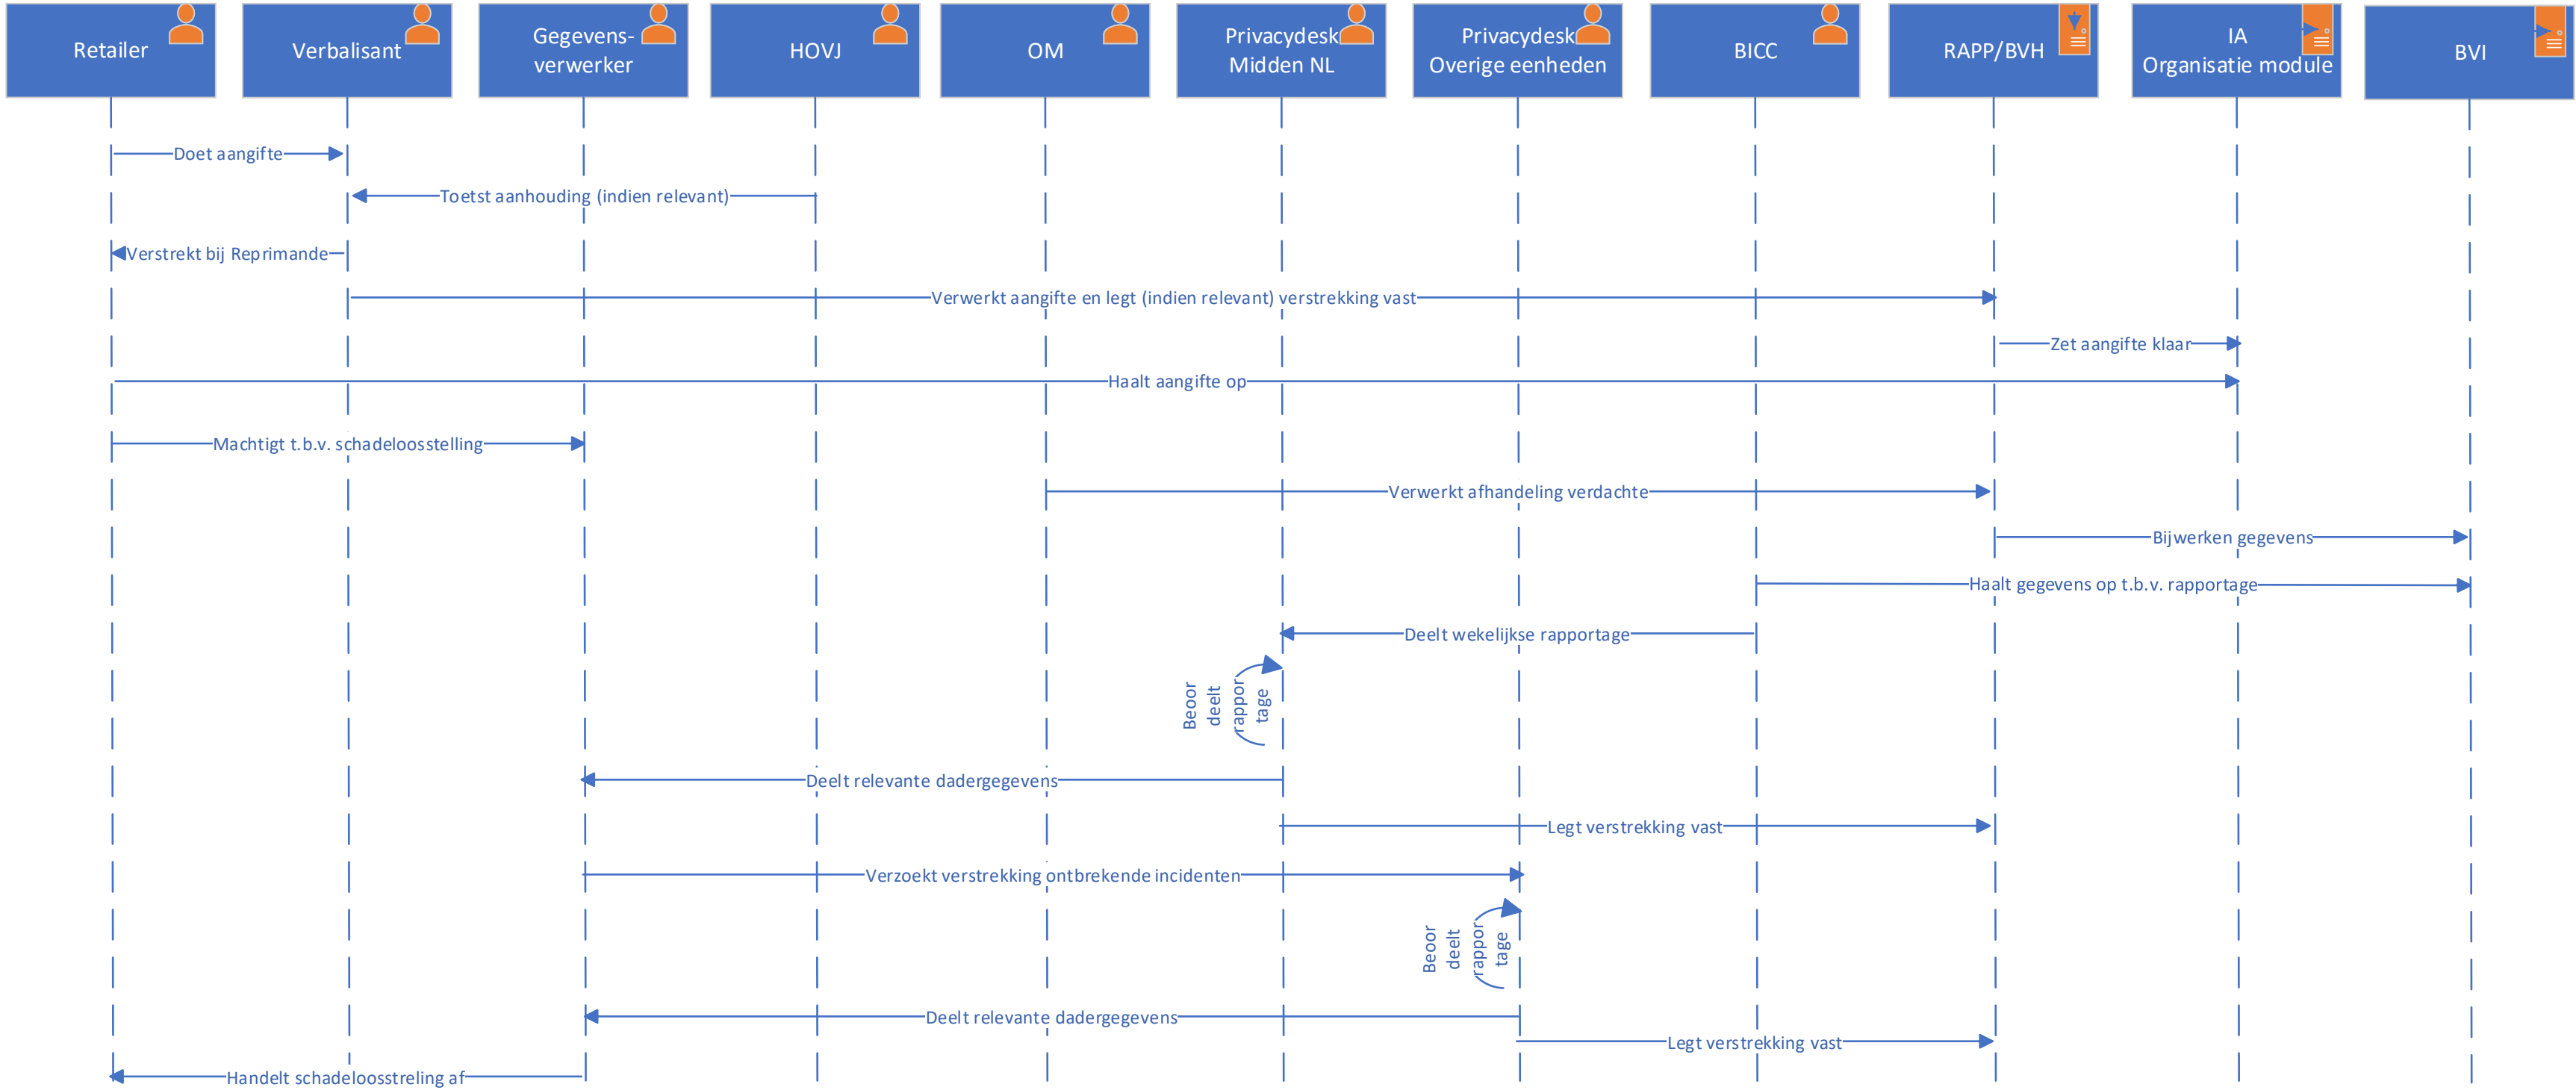 Retailer
Verbalisant
Gegevens-
verwerker
HOVJ
OM
Privacydesk
Midden NL
Privacydesk
Overige eenheden
BICC
RAPP/BVH
IA
Organisatie module
BVI
Doet aangifte
Toetst aanhouding (indien relevant)
Verstrekt bij Reprimande
Verwerkt aangifte en legt (indien relevant) verstrekking vast
Zet aangifte klaar
Haalt aangifte op
Machtigt t.b.v. schadeloosstelling
Verwerkt afhandeling verdachte
Bijwerken gegevens
Haalt gegevens op t.b.v. rapportage
Deelt wekelijkse rapportage
Beoor
deelt
rappor
tage
Deelt relevante dadergegevens
Legt verstrekking vast
Verzoekt verstrekking ontbrekende incidenten
Beoor
deelt
rappor
tage
Deelt relevante dadergegevens
Legt verstrekking vast
Handelt schadeloosstreling af